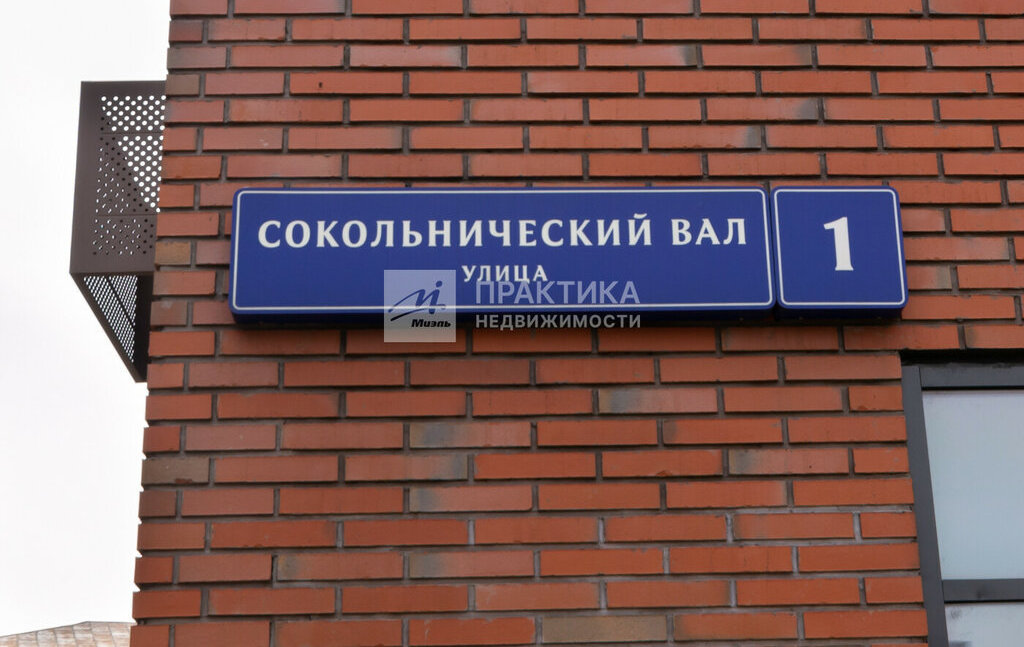 СОКОЛЬНИЧЕСКИЙ ВАЛ
УЛИЦА
1
Миэль
ПРАКТИКА
НЕДВИЖИМОСТИ